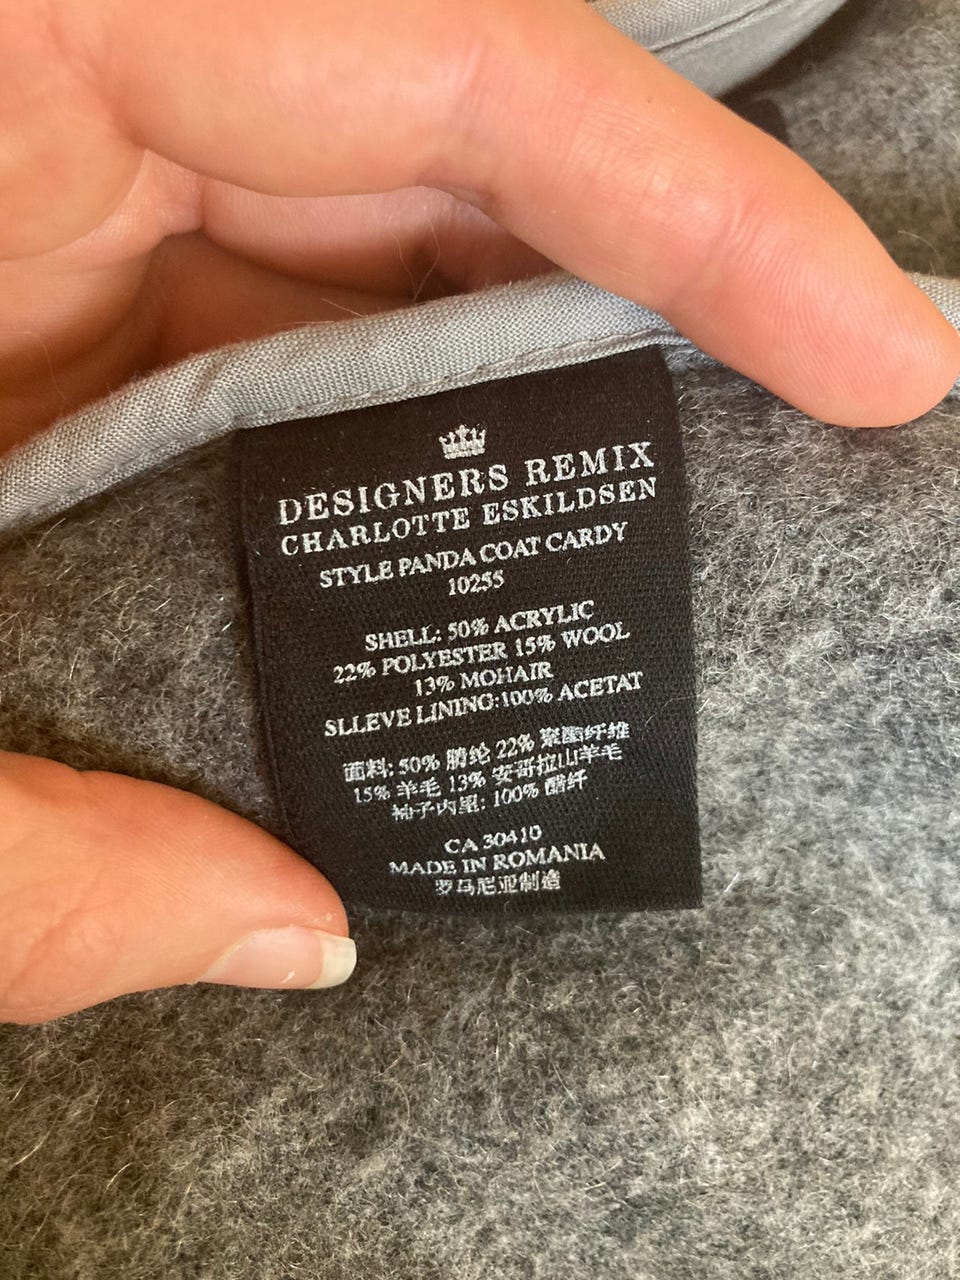 DESIGNERS REMIX
CHARLOTTE ESKILDSEN
STYLE PANDA COAT CARDY
10255
SHELL: 50% ACRYLIC
22% POLYESTER 15% WOOL
13% MOHAIR
SLLEVE LINING:100% ACETAT
面料: 50% 腈纶 22% 聚酯纤维
15% 羊毛 13% 安哥拉山羊毛
袖子内里: 100% 醋纤
CA 30410
MADE IN ROMANIA
罗马尼亚制造